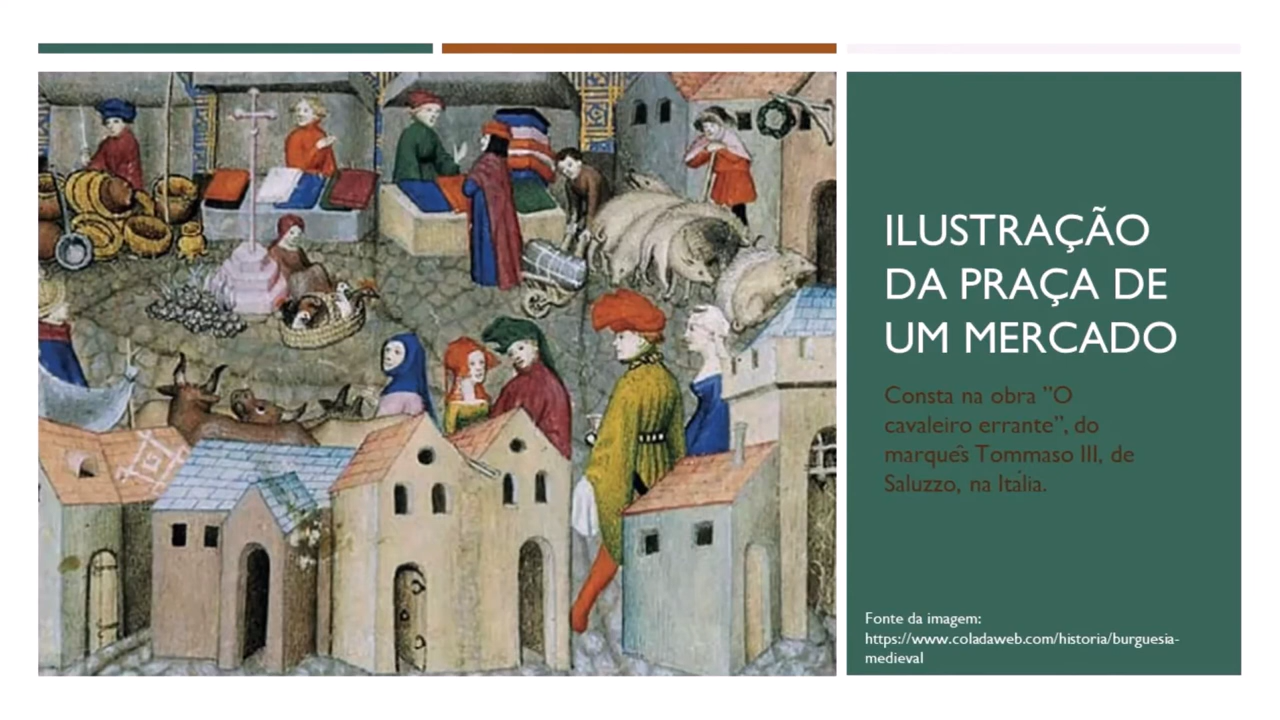 ILUSTRAÇÃO
DA PRAÇA DE
UM MERCADO
Consta na obra "O
cavaleiro errante", do
marquês Tommaso III, de
Saluzzo, na Itália.
Fonte da imagem:
https://www.coladaweb.com/historia/burguesia-
medieval